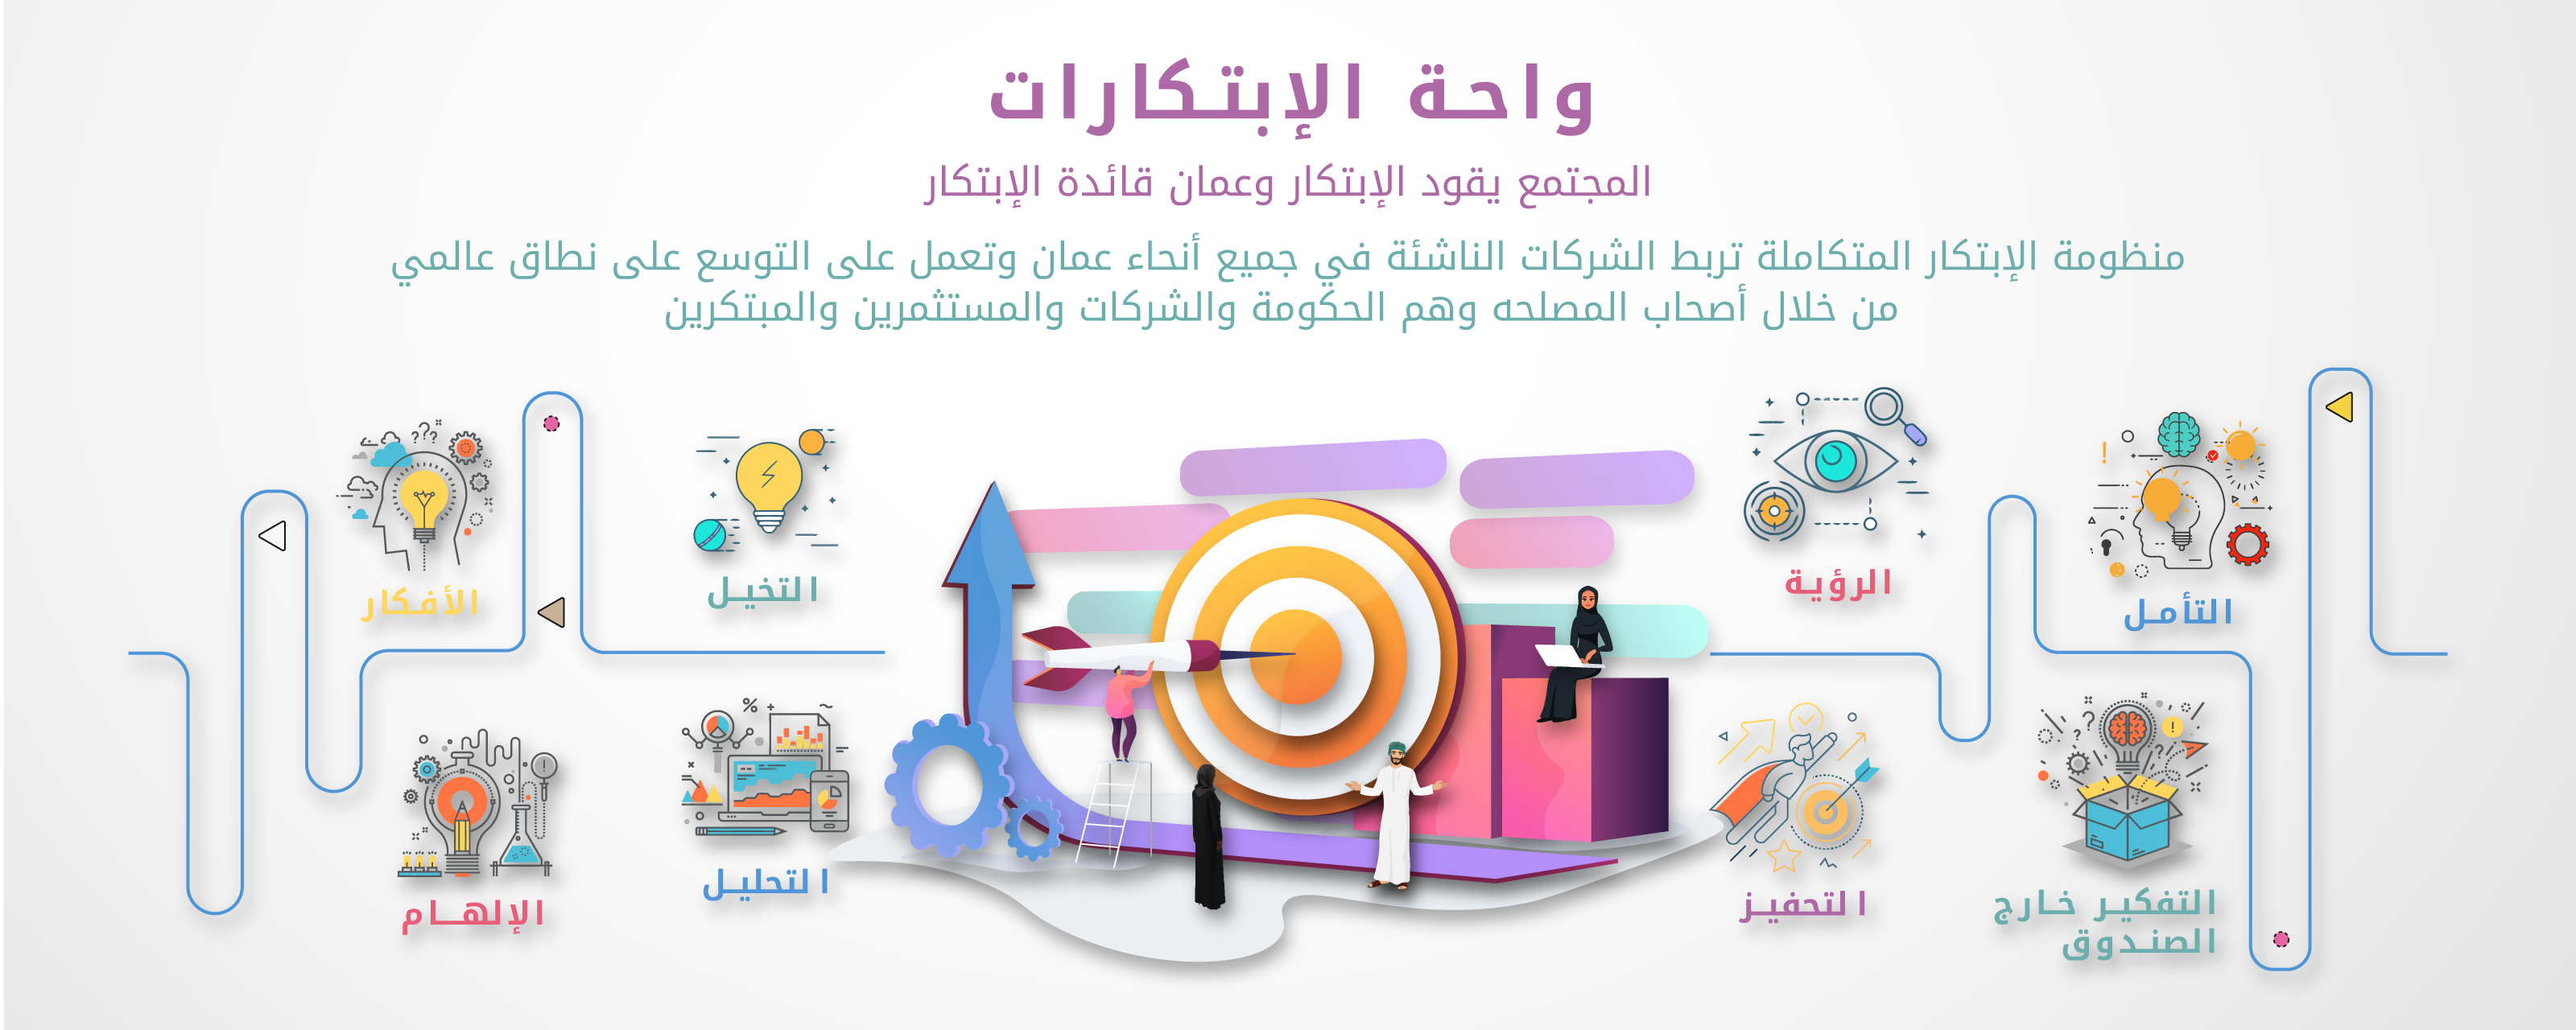 واحة الإبتكارات
المجتمع يقود الإبتكار وعمان قائدة الإبتكار
منظومة الإبتكار المتكاملة تربط الشركات الناشئة في جميع أنحاء عمان وتعمل على التوسع على نطاق عالمي
من خلال أصحاب المصلحه وهم الحكومة والشركات والمستثمرين والمبتكرين
التأمل
الرؤية
التخيل
الأفكار
التفكير خارج
الصندوق
التحفيز
التحليل
الإلهام